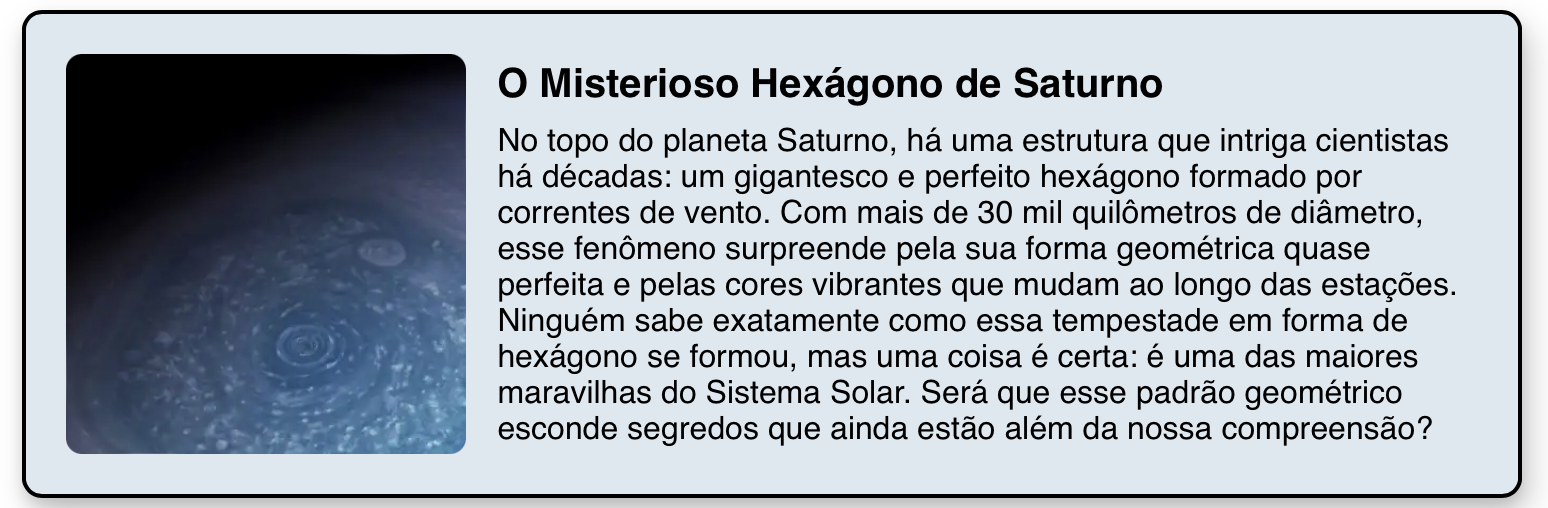 O Misterioso Hexágono de Saturno
No topo do planeta Saturno, há uma estrutura que intriga cientistas
há décadas: um gigantesco e perfeito hexágono formado por
correntes de vento. Com mais de 30 mil quilômetros de diâmetro,
esse fenômeno surpreende pela sua forma geométrica quase
perfeita e pelas cores vibrantes que mudam ao longo das estações.
Ninguém sabe exatamente como essa tempestade em forma de
hexágono se formou, mas uma coisa é certa: é uma das maiores
maravilhas do Sistema Solar. Será que esse padrão geométrico
esconde segredos que ainda estão além da nossa compreensão?